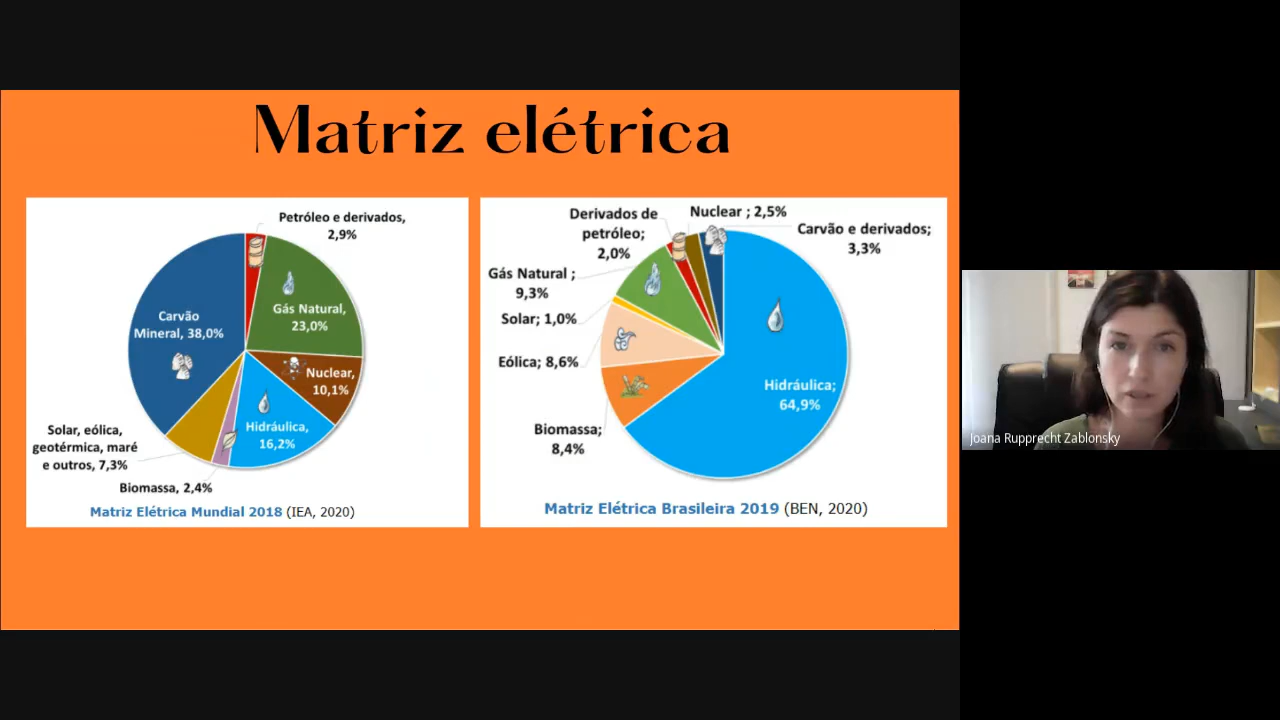 Matriz elétrica
Petróleo e derivados,
2,9%
Gás Natural,
23,0%
Carvão
Mineral, 38,0%
Nuclear,
10,1%
Hidráulica,
16,2%
Solar, eólica,
geotérmica, maré
e outros, 7,3%
Biomassa, 2,4%
Matriz Elétrica Mundial 2018 (IEA, 2020)
Derivados de
petróleo;
2,0%
Nuclear ; 2,5%
Carvão e derivados;
3,3%
Gás Natural ;
9,3%
Solar; 1,0%
Eólica; 8,6%
Hidráulica;
64,9%
Biomassa;
8,4%
Matriz Elétrica Brasileira 2019 (BEN, 2020)
Joana Rupprecht Zablonsky